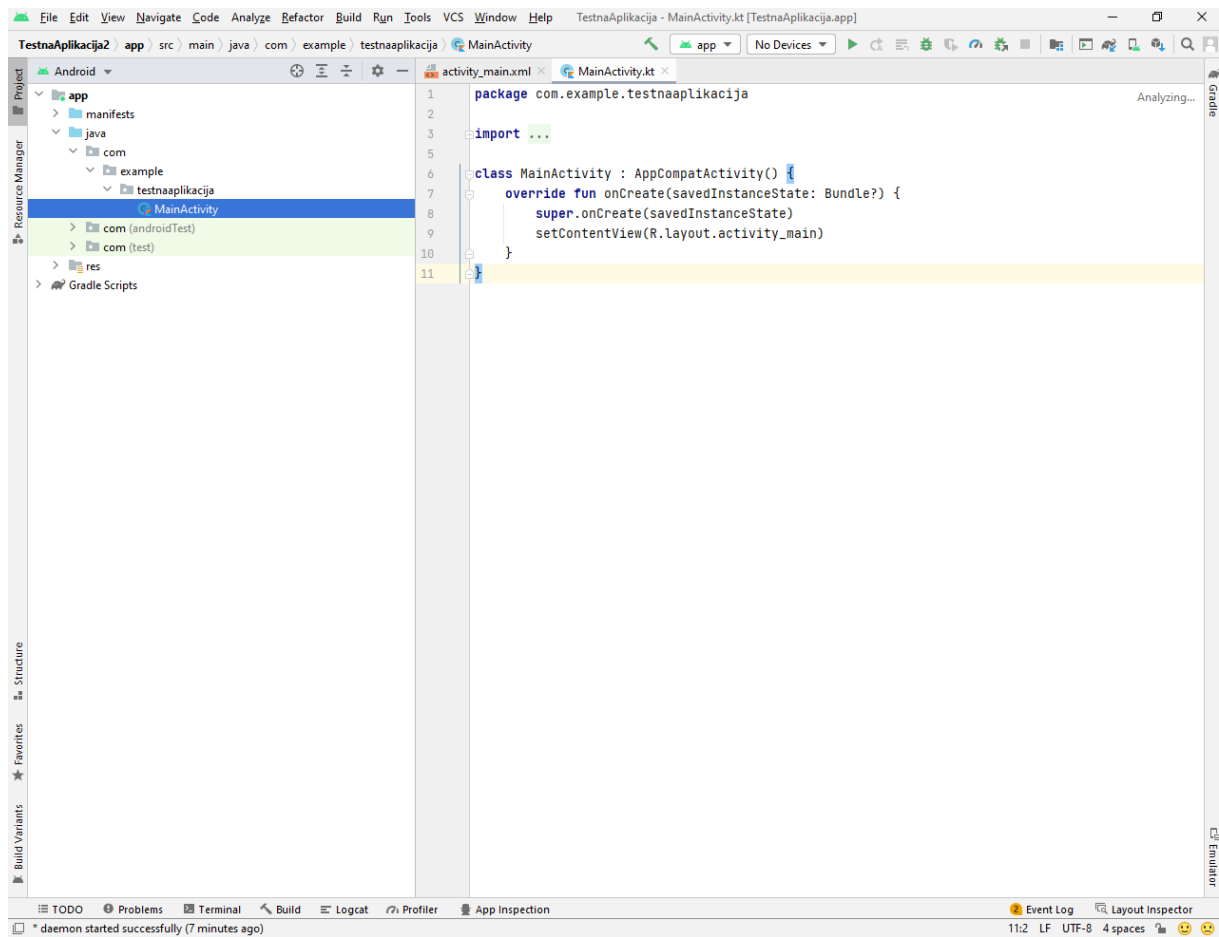 File Edit View Navigate Code Analyze Refactor Build Run Tools VCS Window Help TestnaAplikacija - MainActivity.kt [TestnaAplikacija.app]
TestnaAplikacija2 app src main java com example testnaaplikacija MainActivity app No Devices
Android
activity_main.xml MainActivity.kt
Project
Resource Manager
Structure
Favorites
Build Variants
app
manifests
java
com
example
testnaaplikacija
MainActivity
com (androidTest)
com (test)
res
Gradle Scripts
1 package com.example.testnaaplikacija
2
3 import ...
5
6 class MainActivity : AppCompatActivity() {
7 override fun onCreate(savedInstanceState: Bundle?) {
8 super.onCreate(savedInstanceState)
9 setContentView(R.layout.activity_main)
10 }
11 }
Analyzing...
Gradle
Emulator
TODO Problems Terminal Build Logcat Profiler App Inspection 2 Event Log Layout Inspector
* daemon started successfully (7 minutes ago) 11:2 LF UTF-8 4 spaces